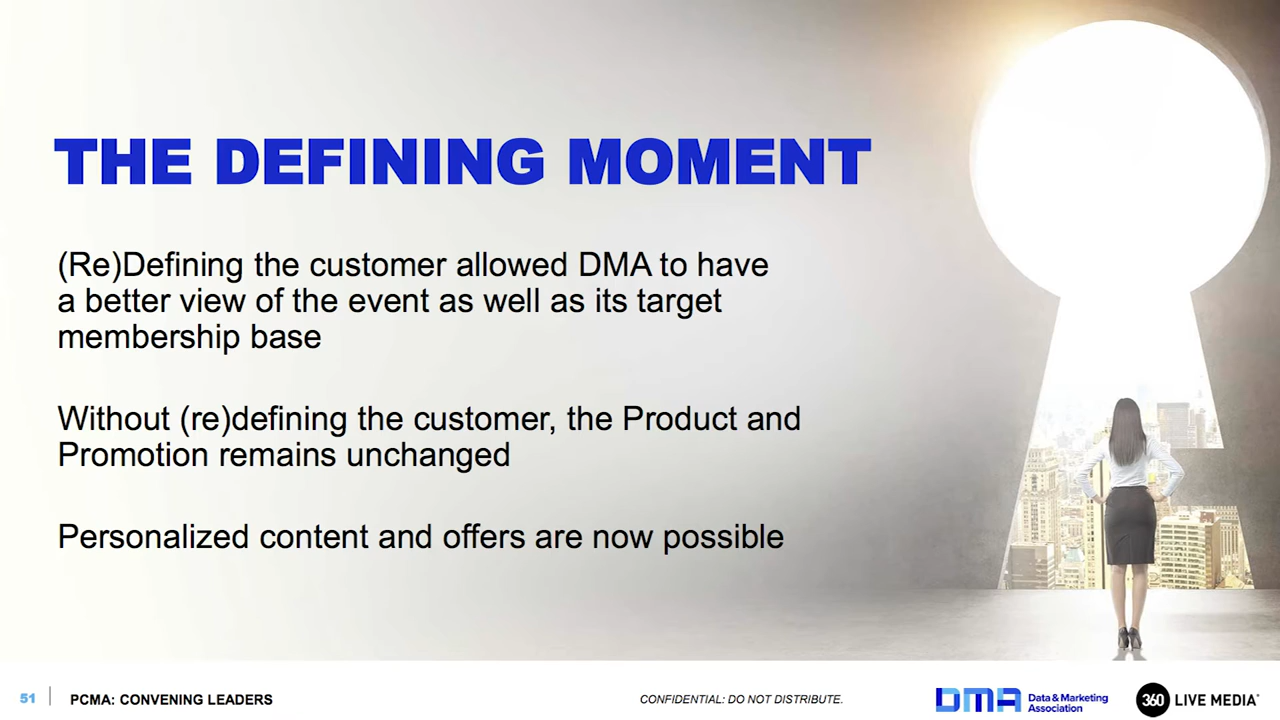 THE DEFINING MOMENT
(Re)Defining the customer allowed DMA to have
a better view of the event as well as its target
membership base
Without (re)defining the customer, the Product and
Promotion remains unchanged
Personalized content and offers are now possible
51
PCMA: CONVENING LEADERS
CONFIDENTIAL: DO NOT DISTRIBUTE.
DMA
Data & Marketing
Association
360
LIVE MEDIA